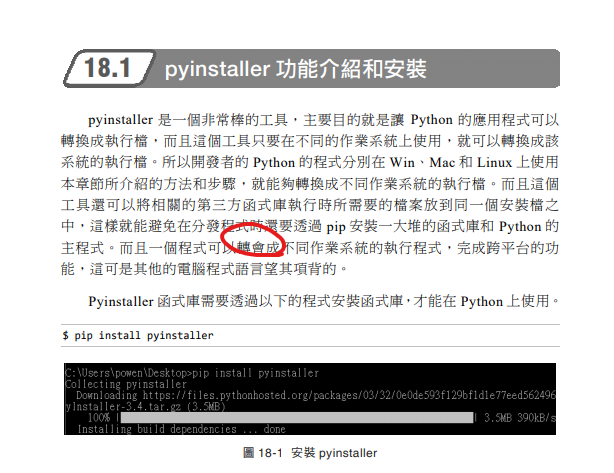 18.1 pyinstaller 功能介紹和安裝
pyinstaller 是一個非常棒的工具，主要目的就是讓 Python 的應用程式可以
轉換成執行檔，而且這個工具只要在不同的作業系統上使用，就可以轉換成該
系統的執行檔。所以開發者的 Python 的程式分別在 Win、Mac 和 Linux 上使用
本章節所介紹的方法和步驟，就能夠轉換成不同作業系統的執行檔。而且這個
工具還可以將相關的第三方函式庫執行時所需要的檔案放到同一個安裝檔之
中，這樣就能避免在分發程式時還要透過 pip 安裝一大堆的函式庫和 Python 的
主程式。而且一個程式可以轉會成不同作業系統的執行程式，完成跨平台的功
能，這可是其他的電腦程式語言望其項背的。
Pyinstaller 函式庫需要透過以下的程式安裝函式庫，才能在 Python 上使用。
$ pip install pyinstaller
C:\Users\powen\Desktop>pip install pyinstaller
Collecting pyinstaller
Downloading https://files.pythonhosted.org/packages/03/32/0e0de593f129bf1d1e77eed562496
yInstaller-3.4.tar.gz (3.5MB)
100% | | 3.5MB 390kB/s
Installing build dependencies ... done
圖 18-1 安裝 pyinstaller